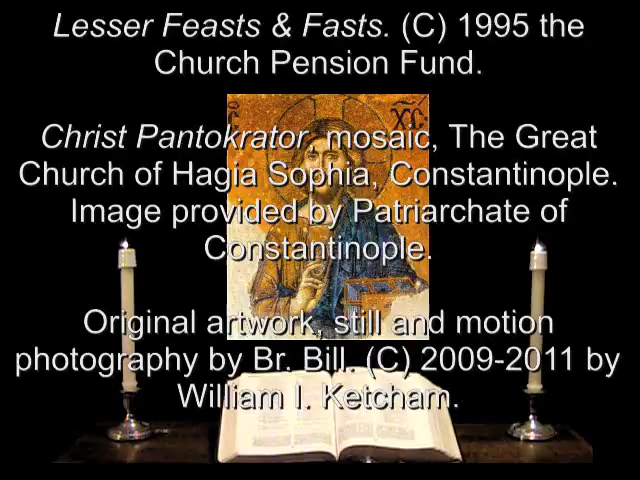 Lesser Feasts & Fasts. (C) 1995 the
Church Pension Fund.
Christ Pantokrator, mosaic, The Great
Church of Hagia Sophia, Constantinople.
Image provided by Patriarchate of
Constantinople.
Original artwork, still and motion
photography by Br. Bill. (C) 2009-2011 by
William I. Ketcham.